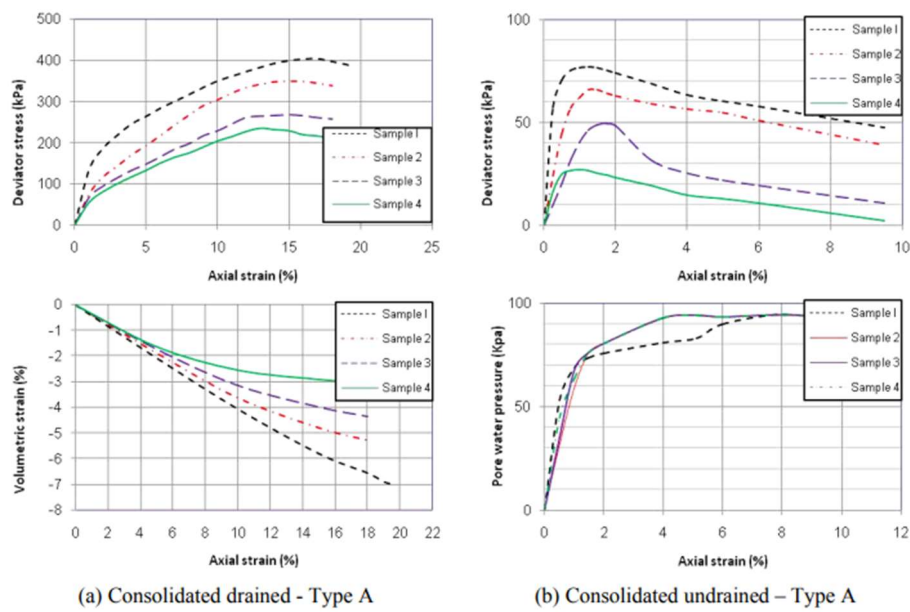 500
400
300
200
100
0
0 5 10 15 20 25
Deviator stress (kPa)
Axial strain (%)
Sample 1
Sample 2
Sample 3
Sample 4
100
50
0
0 2 4 6 8 10
Deviator stress (kPa)
Axial strain (%)
Sample 1
Sample 2
Sample 3
Sample 4
-0
-1
-2
-3
-4
-5
-6
-7
-8
0 2 4 6 8 10 12 14 16 18 20 22
Volumetric strain (%)
Axial strain (%)
Sample 1
Sample 2
Sample 3
Sample 4
100
50
0
0 2 4 6 8 10 12
Pore water pressure (Kpa)
Axial strain (%)
Sample 1
Sample 2
Sample 3
Sample 4
(a) Consolidated drained - Type A
(b) Consolidated undrained – Type A